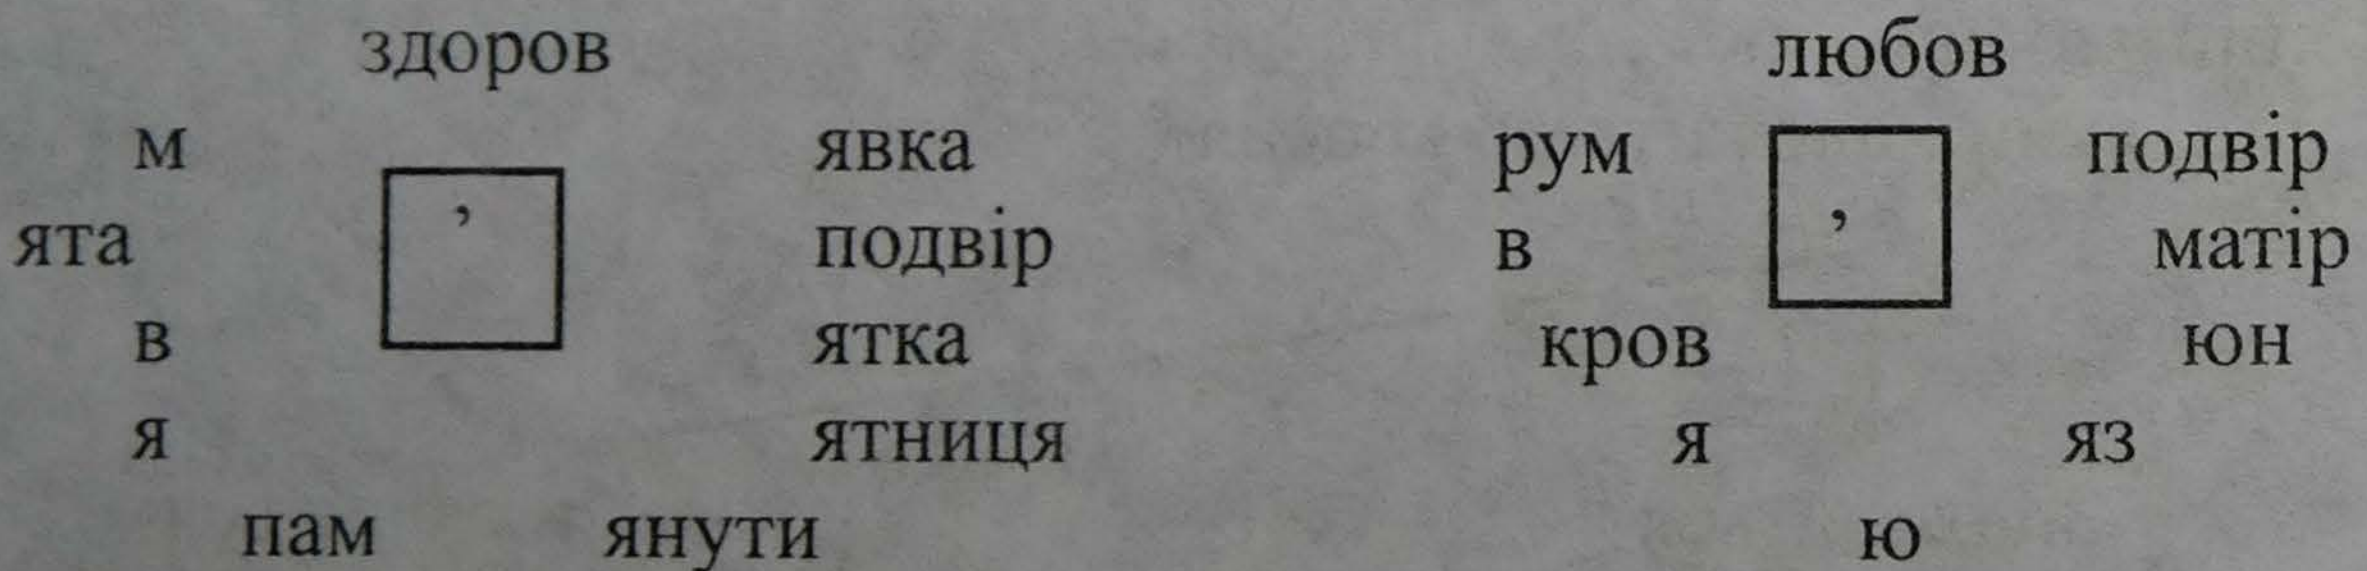 здоров
м ’ явка
ята подвір
в ятка
я ятниця
пам янути
любов
рум ’ подвір
в матір
кров юн
я яз
ю